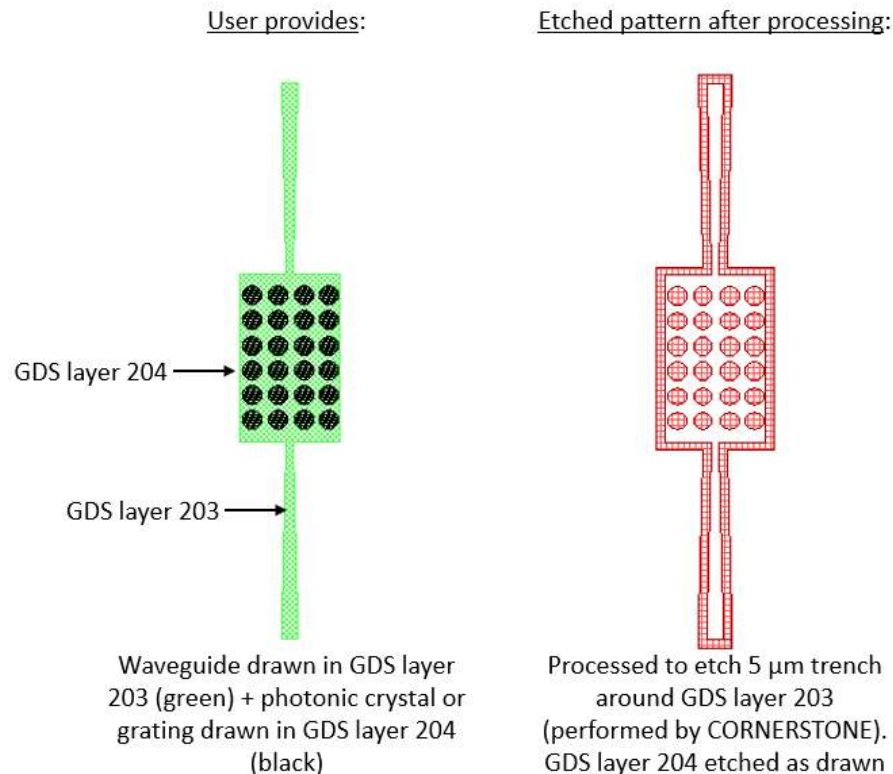 User provides:
Etched pattern after processing:
GDS layer 204
GDS layer 203
Waveguide drawn in GDS layer
203 (green) + photonic crystal or
grating drawn in GDS layer 204
(black)
Processed to etch 5 µm trench
around GDS layer 203
(performed by CORNERSTONE).
GDS layer 204 etched as drawn